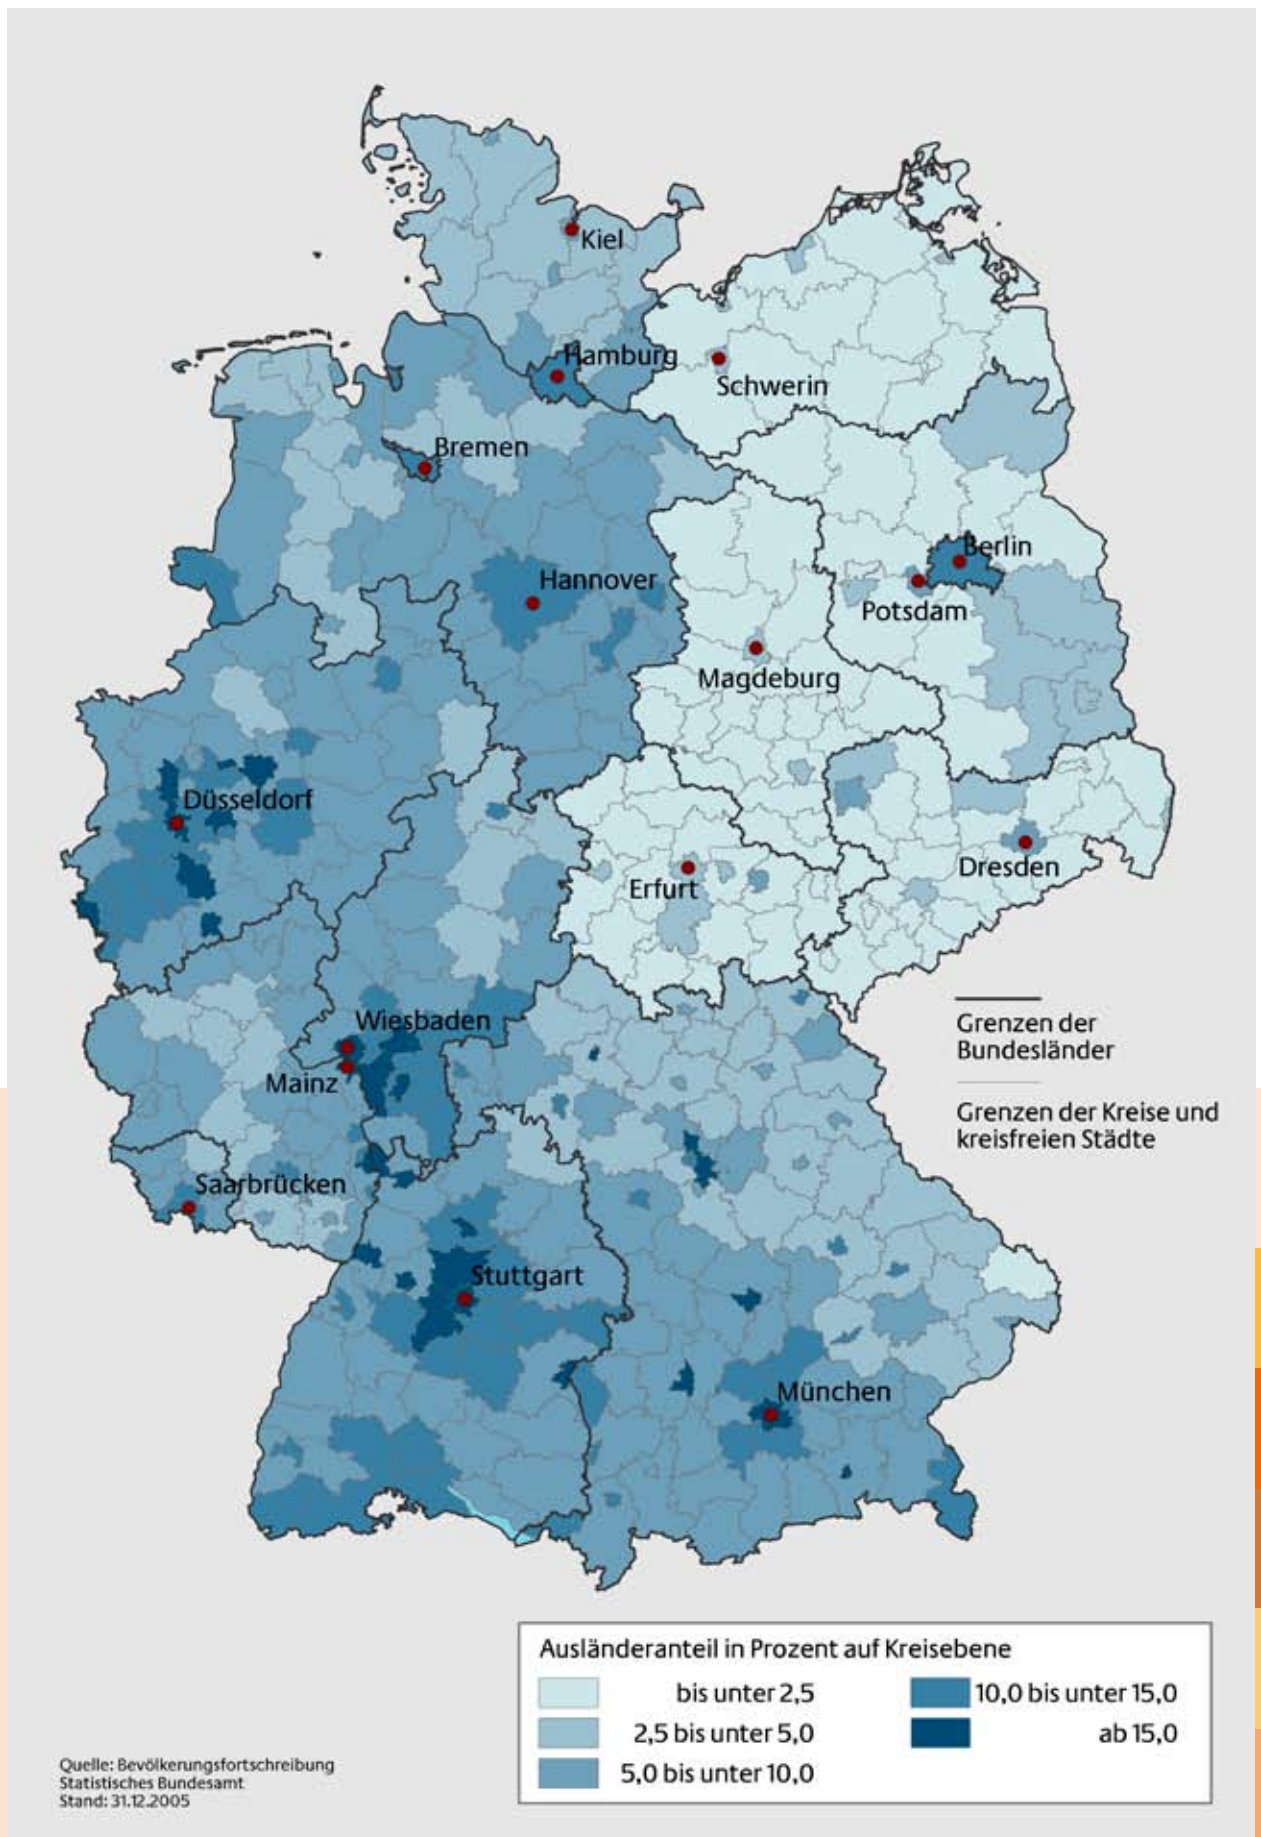 Kiel
Hamburg
Schwerin
Bremen
Berlin
Hannover
Potsdam
Magdeburg
Düsseldorf
Dresden
Erfurt
Wiesbaden
Mainz
Saarbrücken
Stuttgart
München
Grenzen der
Bundesländer
Grenzen der Kreise und
kreisfreien Städte
Ausländeranteil in Prozent auf Kreisebene
bis unter 2,5
2,5 bis unter 5,0
5,0 bis unter 10,0
10,0 bis unter 15,0
ab 15,0
Quelle: Bevölkerungsfortschreibung
Statistisches Bundesamt
Stand: 31.12.2005